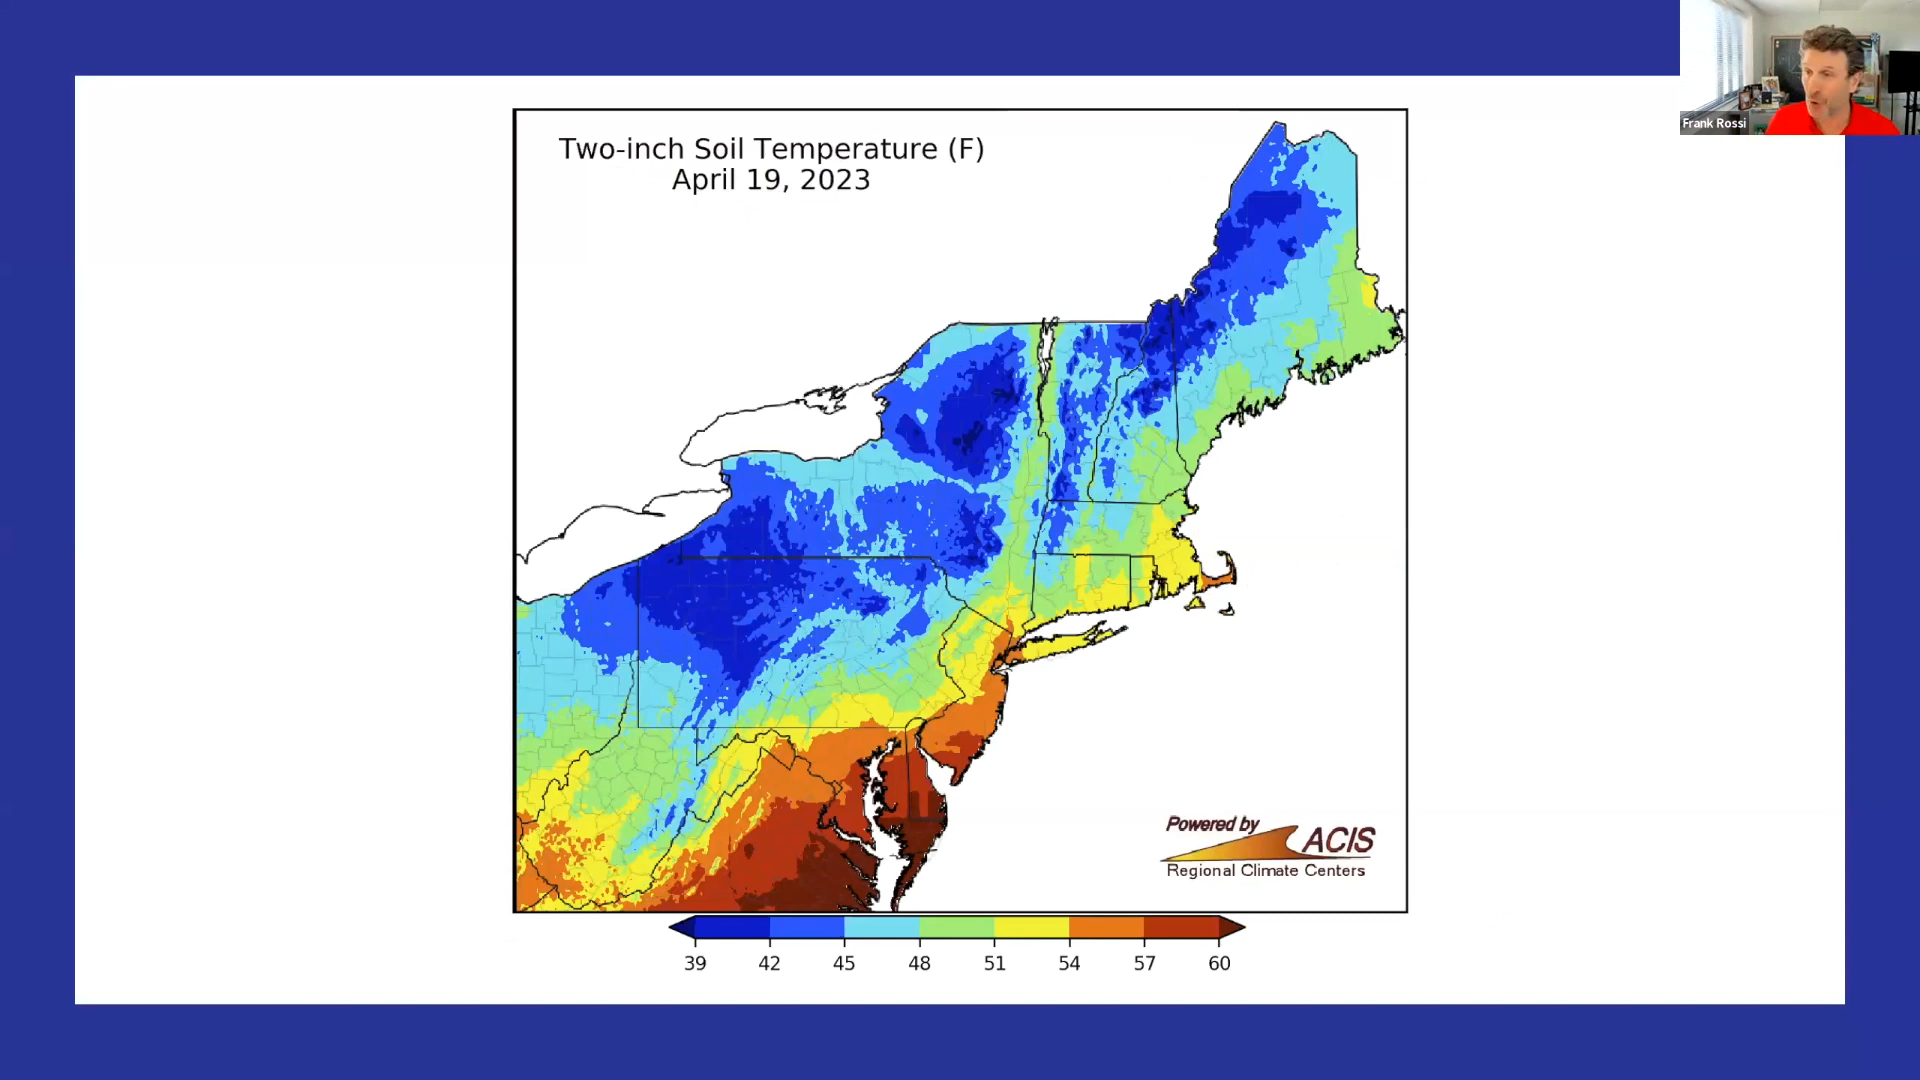 Frank Rossi
Two-inch Soil Temperature (F)
April 19, 2023
Powered by
ACIS
Regional Climate Centers
39 42 45 48 51 54 57 60